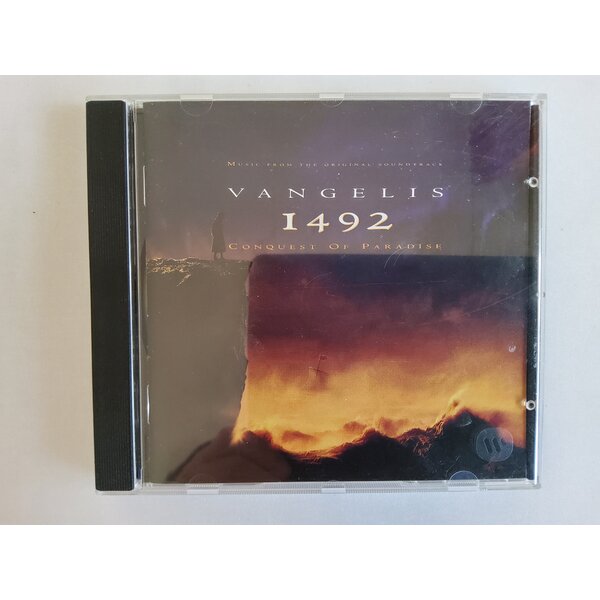 MUSIC FROM THE ORIGINAL SOUNDTRACK
VANGELIS
1492
CONQUEST OF PARADISE